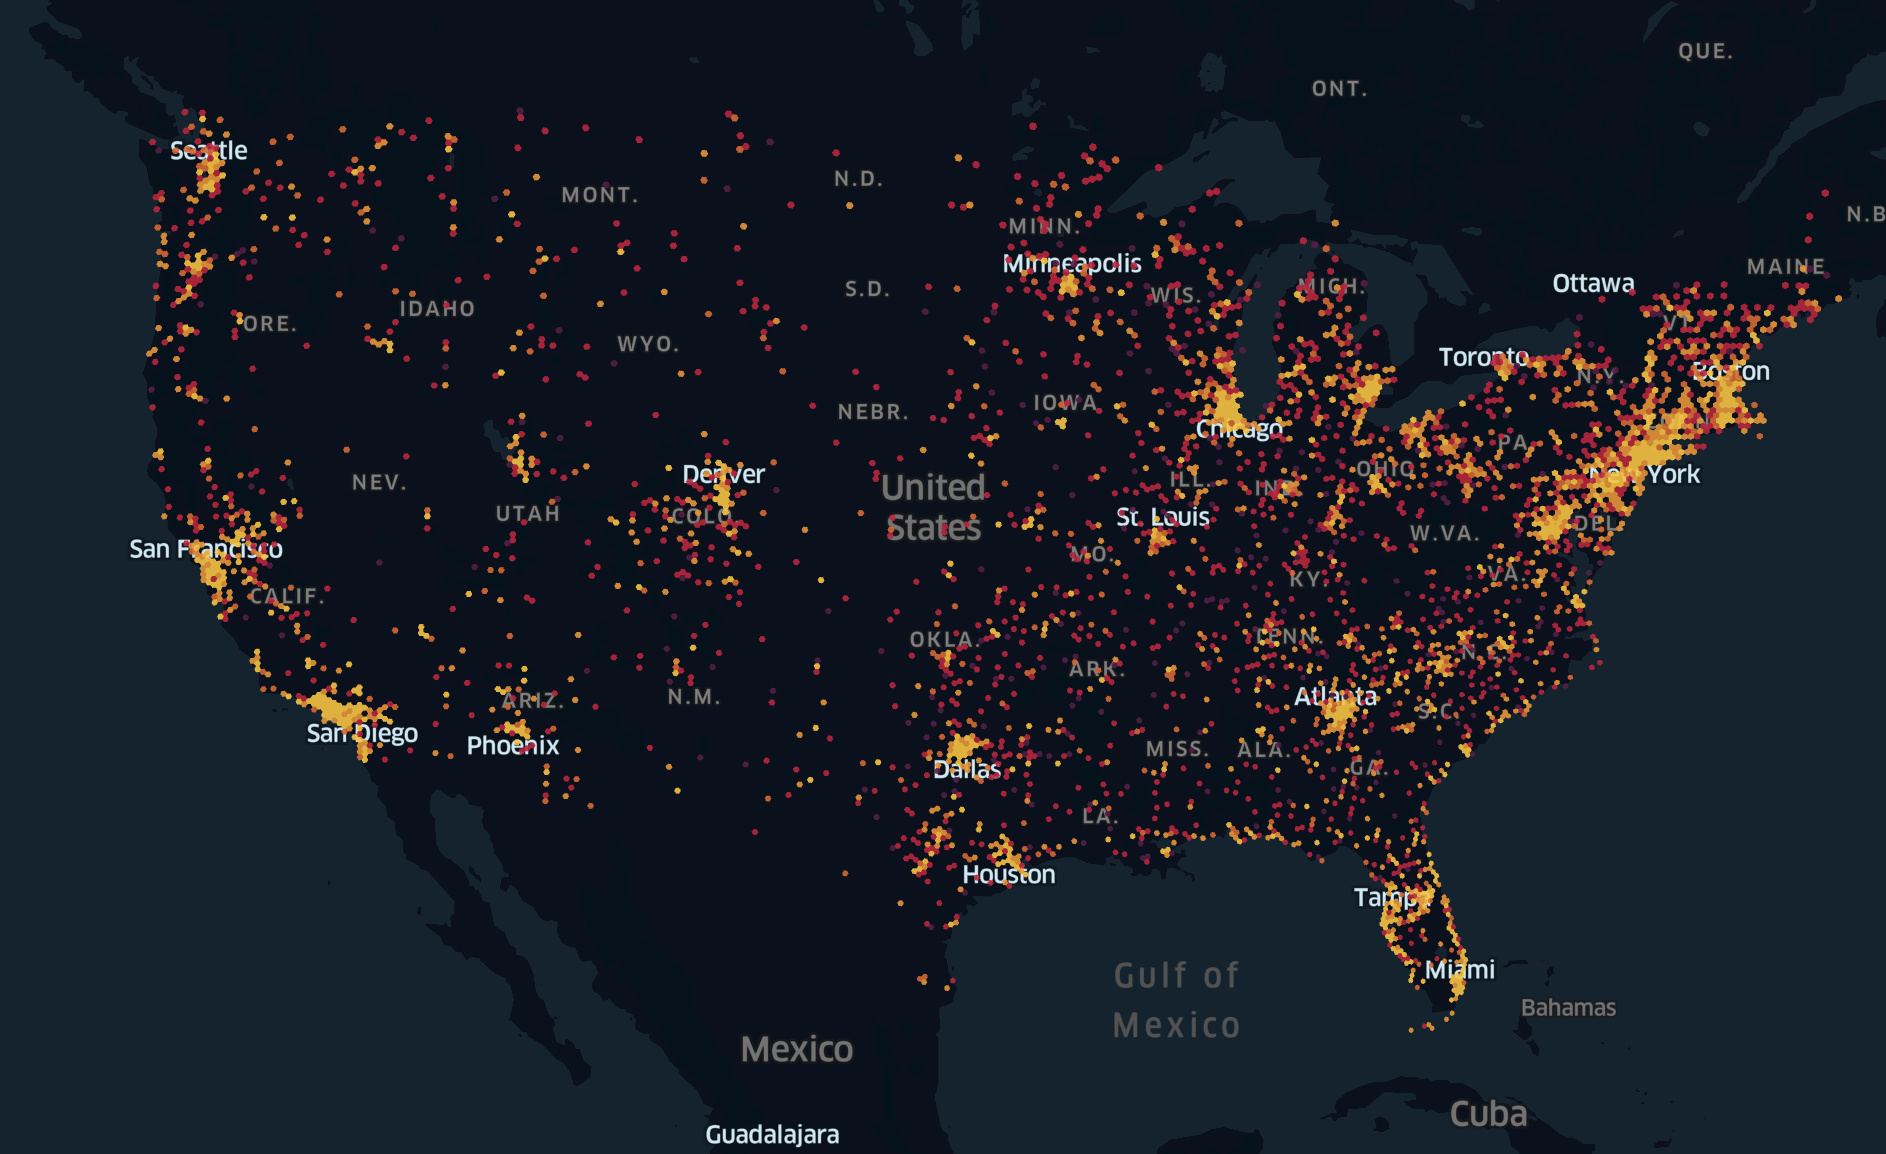 QUE.
ONT.
Seattle
N.D.
MONT.
N.B
MINN.
Minneapolis
MAINE
Ottawa
S.D.
WIS.
MICH.
IDAHO
ORE.
VT.
WYO.
Toronto
N.Y.
Boston
NEBR.
IOWA
Chicago
PA.
OHIO
Denver
NEV.
United
States
ILL.
IND.
New York
UTAH
COLO.
St. Louis
W.VA.
DEL.
San Francisco
MO.
CALIF.
KY.
VA.
OKLA.
TENN.
N.C.
ARK.
ARIZ.
N.M.
Atlanta
S.C.
San Diego
Phoenix
MISS.
ALA.
Dallas
GA.
LA.
Houston
Tampa
Miami
Gulf of
Mexico
Bahamas
Mexico
Cuba
Guadalajara